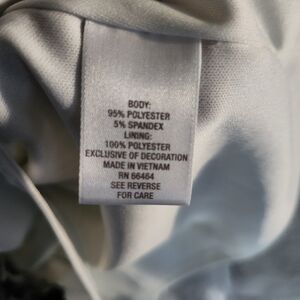 BODY:
95% POLYESTER
5% SPANDEX
LINING:
100% POLYESTER
EXCLUSIVE OF DECORATION
MADE IN VIETNAM
RN 66464
SEE REVERSE
FOR CARE